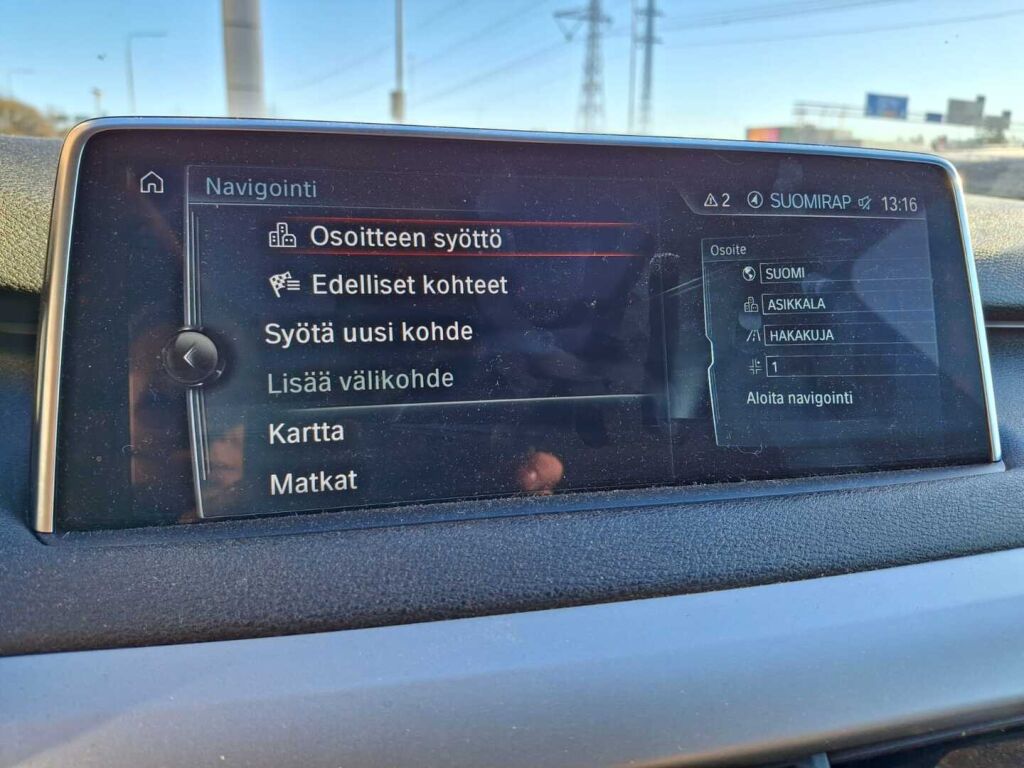 Navigointi
2 SUOMIRAP 13:16
Osoitteen syöttö
Edelliset kohteet
Syötä uusi kohde
Lisää välikohde
Kartta
Matkat
Osoite
SUOMI
ASIKKALA
HAKAKUJA
1
Aloita navigointi